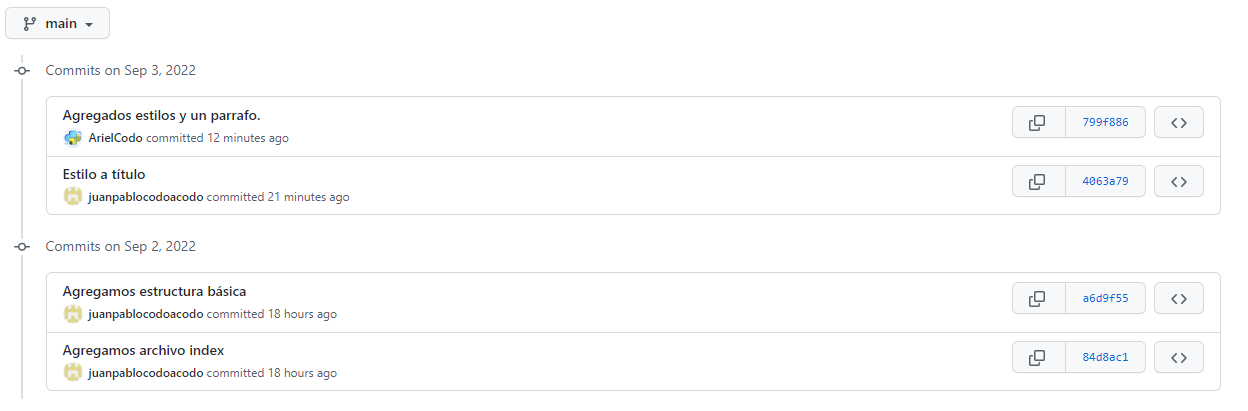 main
Commits on Sep 3, 2022
Agregados estilos y un parrafo.
799f886
ArielCodo committed 12 minutes ago
Estilo a título
4063a79
juanpablocodoacodo committed 21 minutes ago
Commits on Sep 2, 2022
Agregamos estructura básica
a6d9f55
juanpablocodoacodo committed 18 hours ago
Agregamos archivo index
84d8ac1
juanpablocodoacodo committed 18 hours ago